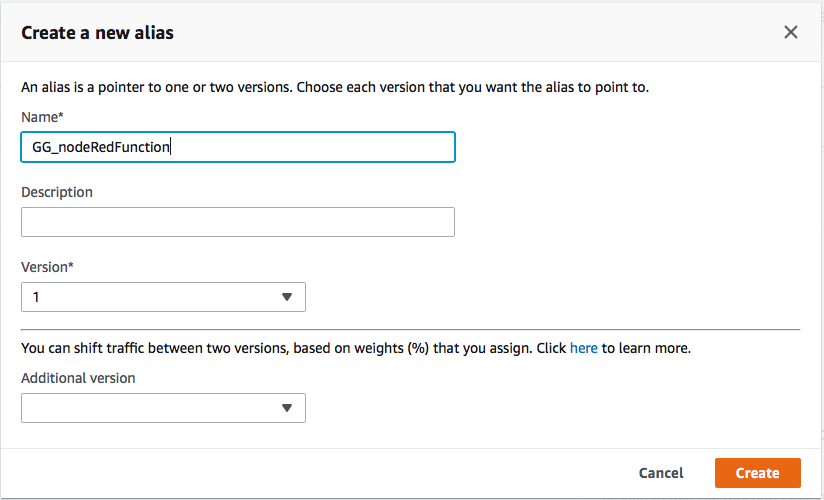 Create a new alias
An alias is a pointer to one or two versions. Choose each version that you want the alias to point to.
Name*
GG_nodeRedFunction
Description
Version*
1
You can shift traffic between two versions, based on weights (%) that you assign. Click here to learn more.
Additional version
Cancel
Create